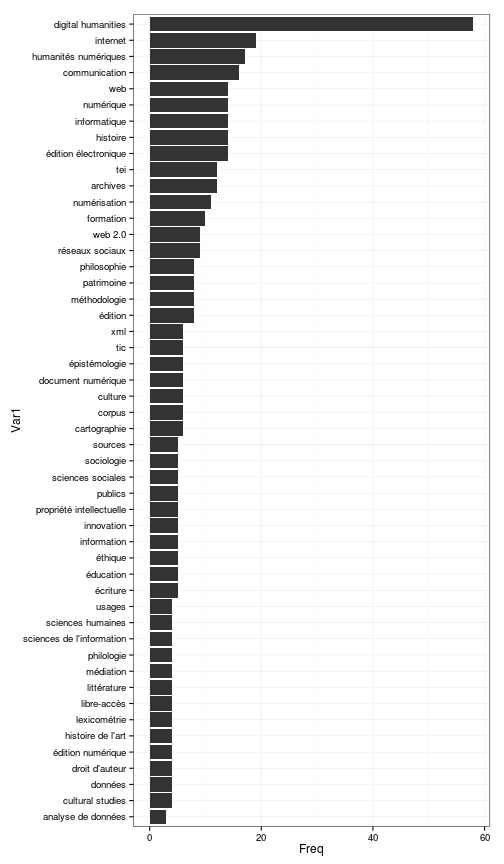 digital humanities
internet
humanités numériques
communication
web
numérique
informatique
histoire
édition électronique
tei
archives
numérisation
formation
web 2.0
réseaux sociaux
philosophie
patrimoine
méthodologie
édition
xml
tic
épistémologie
document numérique
culture
corpus
cartographie
sources
sociologie
sciences sociales
publics
propriété intellectuelle
innovation
information
éthique
éducation
écriture
usages
sciences humaines
sciences de l'information
philologie
médiation
littérature
libre-accès
lexicométrie
histoire de l'art
édition numérique
droit d'auteur
données
cultural studies
analyse de données
Var1
0 20 40 60
Freq